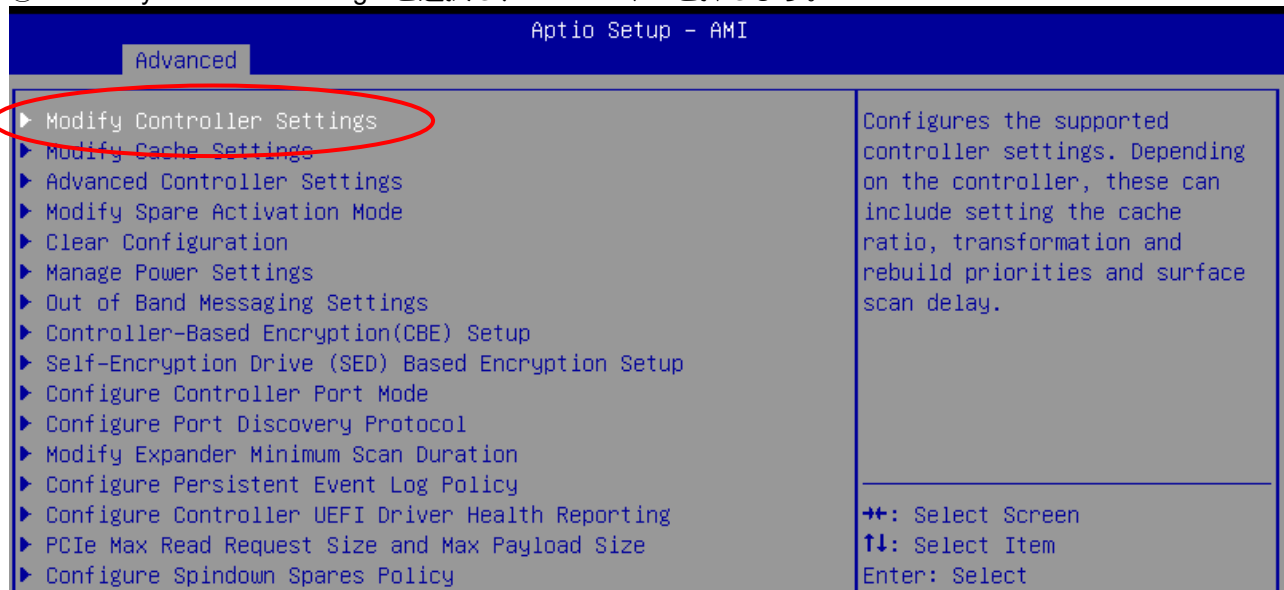 Aptio Setup – AMI
Advanced
▶ Modify Controller Settings
▶ Modify Cache Settings
▶ Advanced Controller Settings
▶ Modify Spare Activation Mode
▶ Clear Configuration
▶ Manage Power Settings
▶ Out of Band Messaging Settings
▶ Controller-Based Encryption(CBE) Setup
▶ Self-Encryption Drive (SED) Based Encryption Setup
▶ Configure Controller Port Mode
▶ Configure Port Discovery Protocol
▶ Modify Expander Minimum Scan Duration
▶ Configure Persistent Event Log Policy
▶ Configure Controller UEFI Driver Health Reporting
▶ PCIe Max Read Request Size and Max Payload Size
▶ Configure Spindown Spares Policy
Configures the supported
controller settings. Depending
on the controller, these can
include setting the cache
ratio, transformation and
rebuild priorities and surface
scan delay.
→←: Select Screen
↑↓: Select Item
Enter: Select